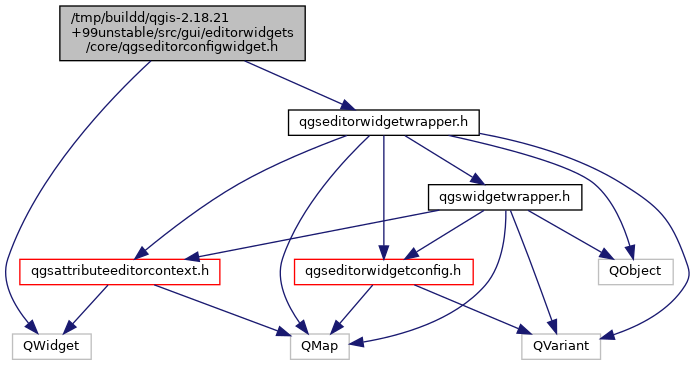 /tmp/buildd/qgis-2.18.21
+99unstable/src/gui/editorwidgets
/core/qgseditorconfigwidget.h
qgseditorwidgetwrapper.h
qgswidgetwrapper.h
qgsattributeeditorcontext.h
qgseditorwidgetconfig.h
QObject
QWidget
QMap
QVariant